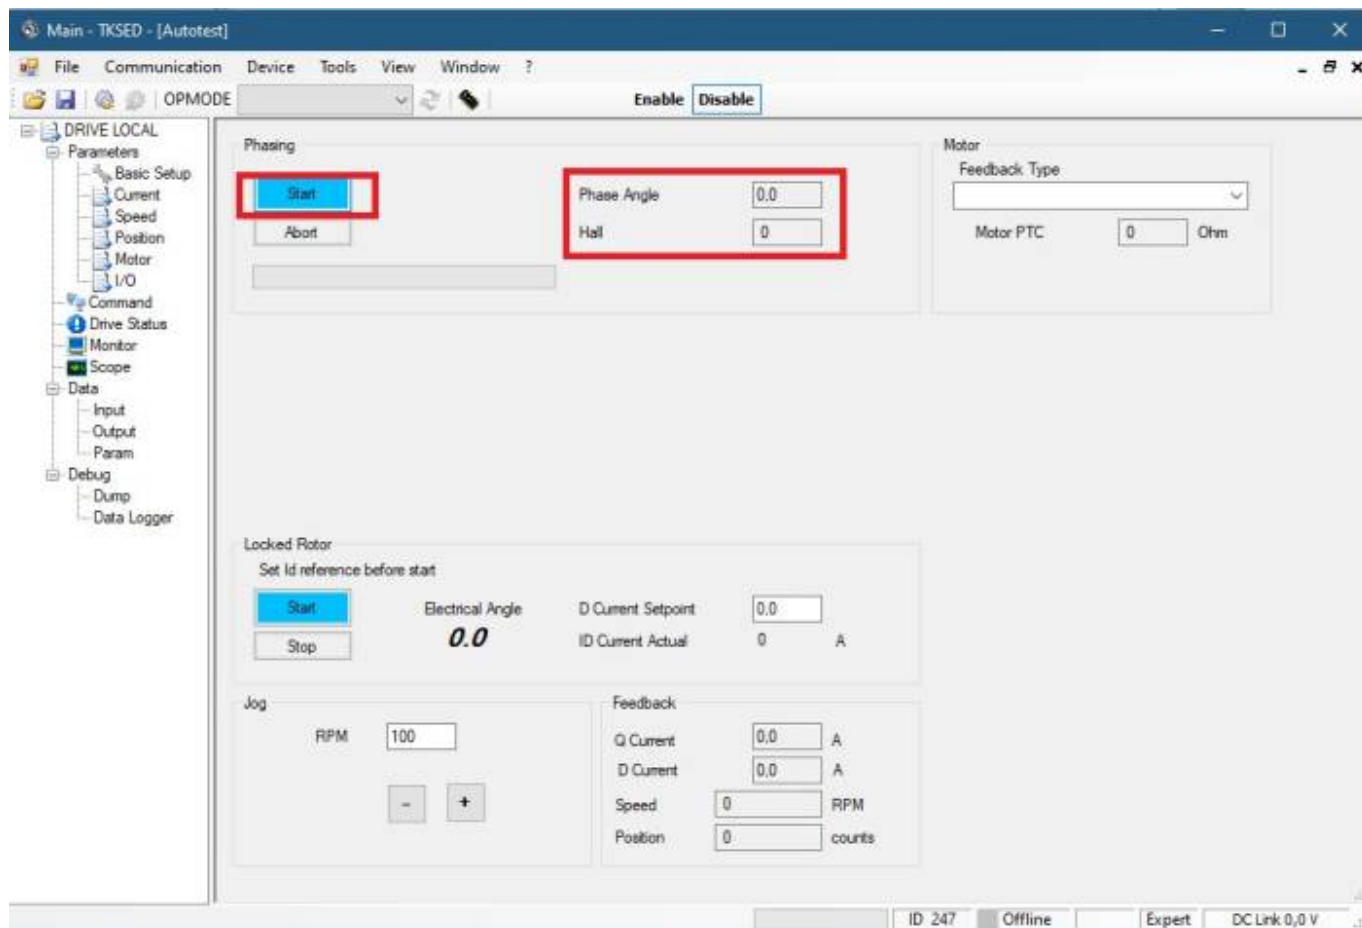 Main - TKSED - [Autotest]
File Communication Device Tools View Window ?
OPMODE Enable Disable
DRIVE LOCAL
Parameters
Basic Setup
Current
Speed
Position
Motor
I/O
Command
Drive Status
Monitor
Scope
Data
Input
Output
Param
Debug
Dump
Data Logger
Phasing
Start
Abort
Phase Angle 0.0
Hall 0
Motor
Feedback Type
Motor PTC 0 Ohm
Locked Rotor
Set Id reference before start
Start
Stop
Electrical Angle
0.0
D Current Setpoint 0.0
ID Current Actual 0 A
Jog
RPM 100
- +
Feedback
Q Current 0,0 A
D Current 0,0 A
Speed 0 RPM
Position 0 counts
ID 247 Offline Expert DC Link 0,0 V